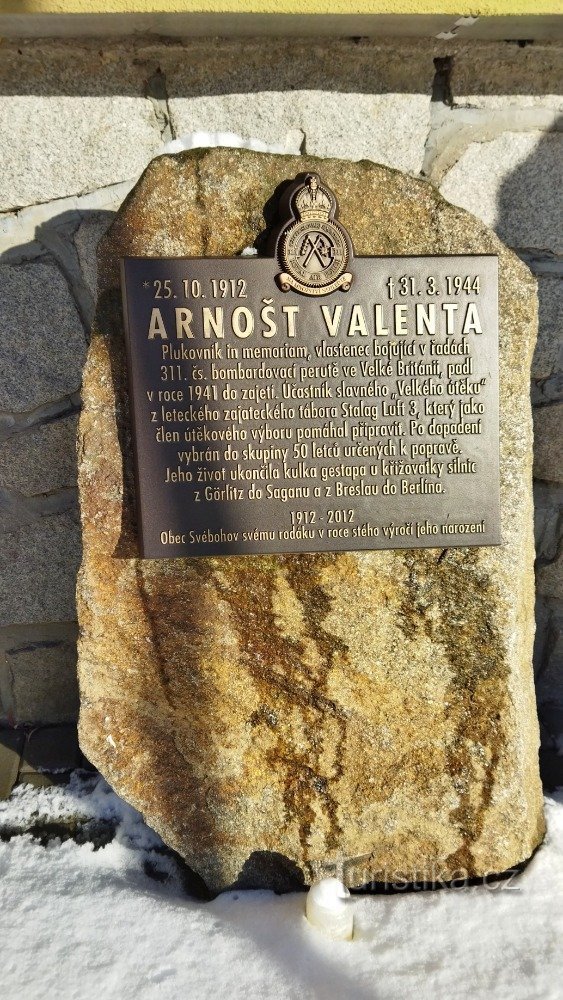 * 25. 10. 1912
† 31. 3. 1944
ARNOŠT VALENTA
Plukovník in memoriam, vlastenec bojující v řadách
311. čs. bombardovací perutě ve Velké Británii, padl
v roce 1941 do zajetí. Účastník slavného „Velkého útěku“
z leteckého zajateckého tábora Stalag Luft 3, který jako
člen útěkového výboru pomáhal připravit. Po dopadení
vybrán do skupiny 50 letců určených k popravě.
Jeho život ukončila kulka gestapa u křižovatky silnic
z Görlitz do Saganu a z Breslau do Berlína.
1912 - 2012
Obec Svébohov svému rodáku v roce stého výročí jeho narození
Turistika.cz